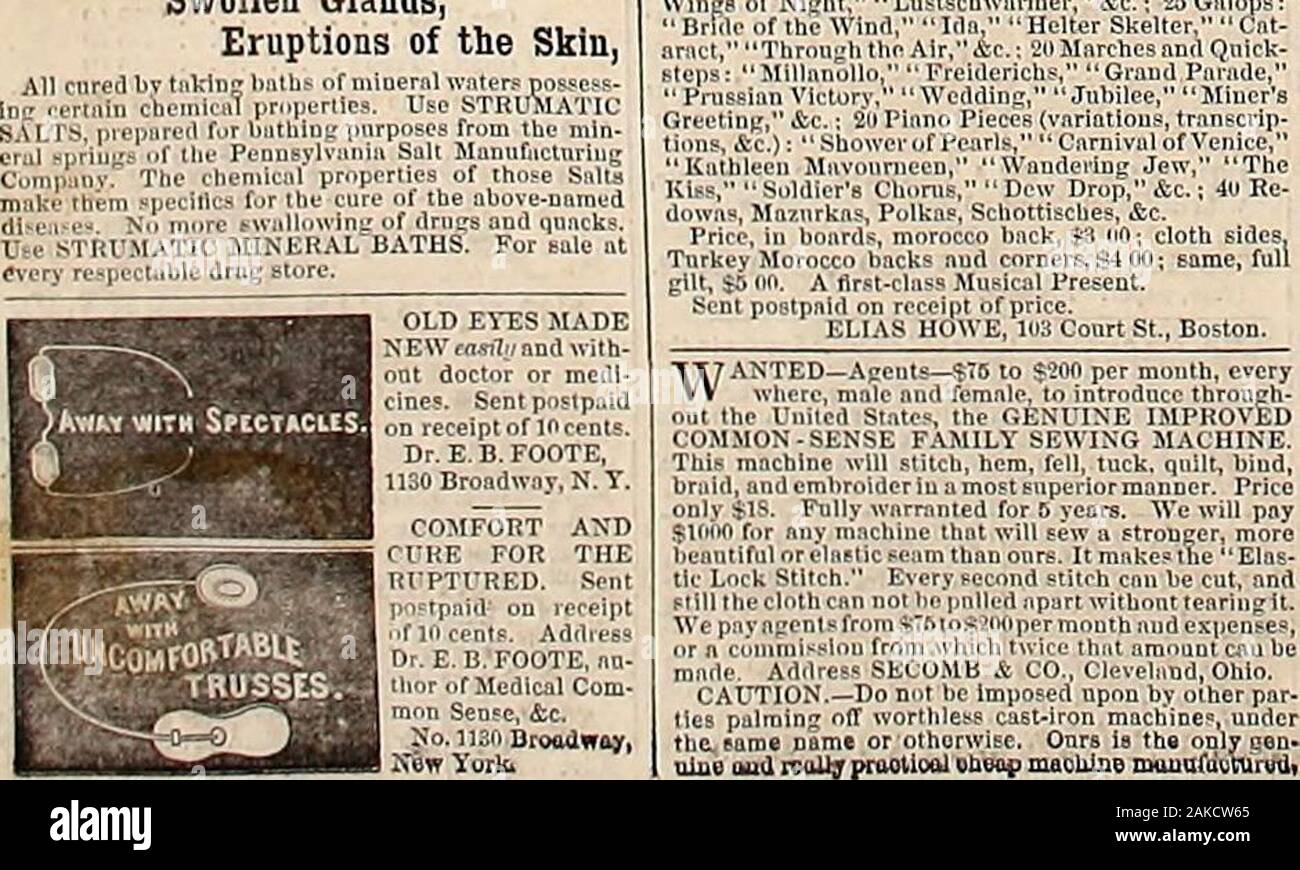 Swollen Glands,
Eruptions of the Skin,
All cured by taking baths of mineral waters possess-
ing certain chemical properties. Use STRUMATIC
SALTS, prepared for bathing purposes from the min-
eral springs of the Pennsylvania Salt Manufacturing
Company. The chemical properties of those Salts
make them specifics for the cure of the above-named
diseases. No more swallowing of drugs and quacks.
Use STRUMATIC MINERAL BATHS. For sale at
every respectable drug store.
AWAY WITH SPECTACLES.
OLD EYES MADE
NEW easily and with-
out doctor or medi-
cines. Sent postpaid
on receipt of 10 cents.
Dr. E. B. FOOTE,
1130 Broadway, N. Y.
AWAY
WITH
UNCOMFORTABLE
TRUSSES.
COMFORT AND
CURE FOR THE
RUPTURED. Sent
postpaid on receipt
of 10 cents. Address
Dr. E. B. FOOTE, au-
thor of Medical Com-
mon Sense, &c.
No. 1130 Broadway,
New York.
Wings of Night," "Lustschwarmer," &c.; 25 Galops:
"Bride of the Wind," "Ida," "Helter Skelter," "Cat-
aract," "Through the Air," &c.; 20 Marches and Quick-
steps: "Millanollo," "Freiderichs," "Grand Parade,"
"Prussian Victory," "Wedding," "Jubilee," "Miner's
Greeting," &c.; 20 Piano Pieces (variations, transcrip-
tions, &c.): "Shower of Pearls," "Carnival of Venice,"
"Kathleen Mavourneen," "Wandering Jew," "The
Kiss," "Soldier's Chorus," "Dew Drop," &c.; 40 Re-
dowas, Mazurkas, Polkas, Schottisches, &c.
Price, in boards, morocco back, $3 00; cloth sides,
Turkey Morocco backs and corners, $4 00; same, full
gilt, $5 00. A first-class Musical Present.
Sent postpaid on receipt of price.
ELIAS HOWE, 103 Court St., Boston.
WANTED—Agents—$75 to $200 per month, every
where, male and female, to introduce through-
out the United States, the GENUINE IMPROVED
COMMON-SENSE FAMILY SEWING MACHINE.
This machine will stitch, hem, fell, tuck, quilt, bind,
braid, and embroider in a most superior manner. Price
only $18. Fully warranted for 5 years. We will pay
$1000 for any machine that will sew a stronger, more
beautiful or elastic seam than ours. It makes the "Elas-
tic Lock Stitch." Every second stitch can be cut, and
still the cloth can not be pulled apart without tearing it.
We pay agents from $75 to $200 per month and expenses,
or a commission from which twice that amount can be
made. Address SECOMB & CO., Cleveland, Ohio.
CAUTION.—Do not be imposed upon by other par-
ties palming off worthless cast-iron machines, under
the same name or otherwise. Ours is the only gen-
uine and really practical cheap machine manufactured,
alamy
Image ID: 2AKCW65
www.alamy.com